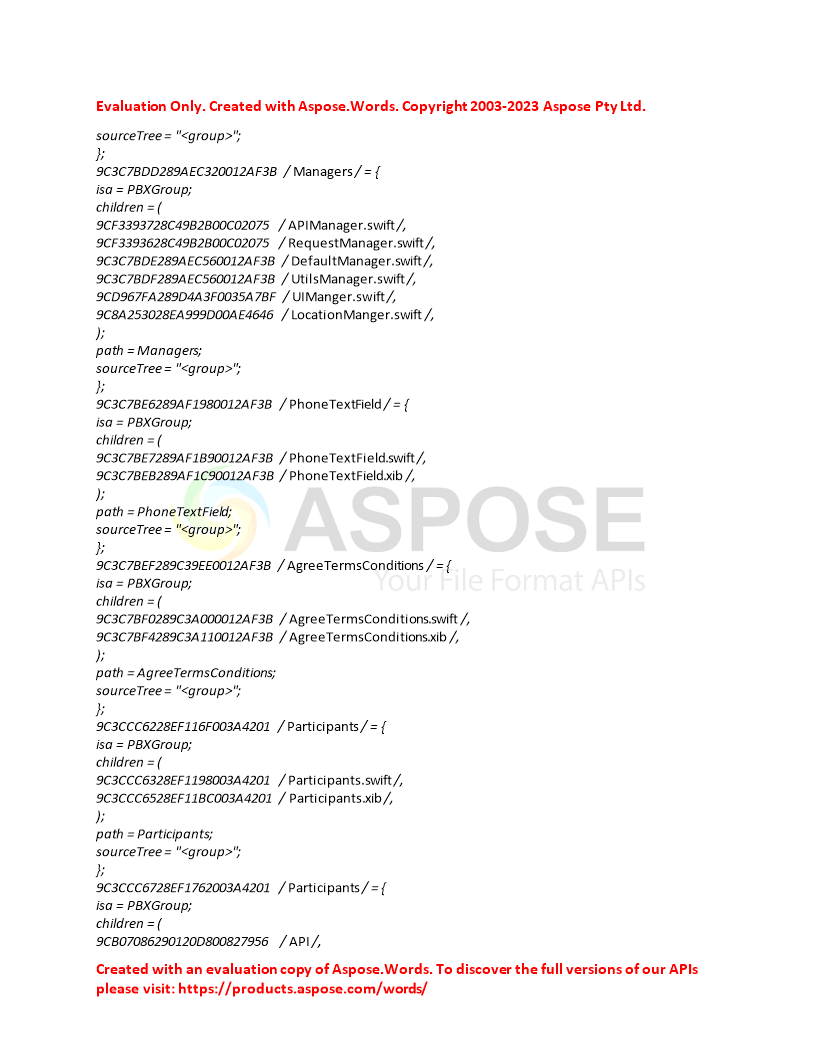 Evaluation Only. Created with Aspose.Words. Copyright 2003-2023 Aspose Pty Ltd.
sourceTree = "<group>";
};
9C3C7BDD289AEC320012AF3B / Managers / = {
isa = PBXGroup;
children = (
9CF3393728C49B2B00C02075 / APIManager.swift /,
9CF3393628C49B2B00C02075 / RequestManager.swift /,
9C3C7BDE289AEC560012AF3B / DefaultManager.swift /,
9C3C7BDF289AEC560012AF3B / UtilsManager.swift /,
9CD967FA289D4A3F0035A7BF / UIManger.swift /,
9C8A253028EA999D00AE4646 / LocationManger.swift /,
);
path = Managers;
sourceTree = "<group>";
};
9C3C7BE6289AF1980012AF3B / PhoneTextField / = {
isa = PBXGroup;
children = (
9C3C7BE7289AF1B90012AF3B / PhoneTextField.swift /,
9C3C7BEB289AF1C90012AF3B / PhoneTextField.xib /,
);
path = PhoneTextField;
sourceTree = "<group>";
};
9C3C7BEF289C39EE0012AF3B / AgreeTermsConditions / = {
isa = PBXGroup;
children = (
9C3C7BF0289C3A000012AF3B / AgreeTermsConditions.swift /,
9C3C7BF4289C3A110012AF3B / AgreeTermsConditions.xib /,
);
path = AgreeTermsConditions;
sourceTree = "<group>";
};
9C3CCC6228EF116F003A4201 / Participants / = {
isa = PBXGroup;
children = (
9C3CCC6328EF1198003A4201 / Participants.swift /,
9C3CCC6528EF11BC003A4201 / Participants.xib /,
);
path = Participants;
sourceTree = "<group>";
};
9C3CCC6728EF1762003A4201 / Participants / = {
isa = PBXGroup;
children = (
9CB07086290120D800827956 / API /,
Created with an evaluation copy of Aspose.Words. To discover the full versions of our APIs
please visit: https://products.aspose.com/words/
ASPOSE
Your File Format APIs